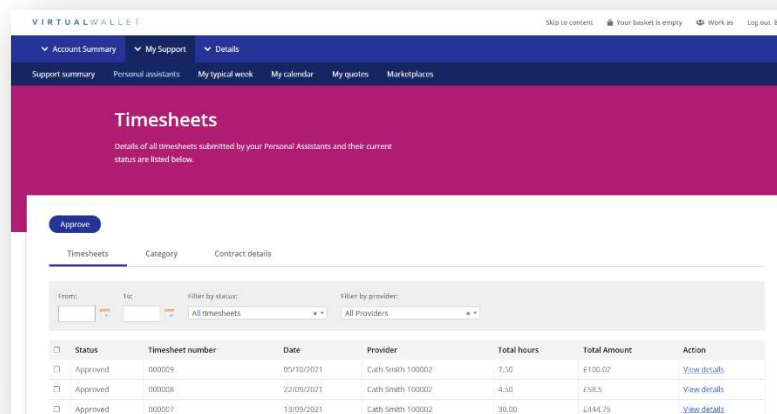 VIRTUALWALLET Skip to content Your basket is empty Work as Log out
Account Summary My Support Details
Support summary Personal assistants My typical week My calendar My quotes Marketplaces
Timesheets
Details of all timesheets submitted by your Personal Assistants and their current
status are listed below.
Approve
Timesheets Category Contract details
From: To: Filter by status: Filter by provider:
All timesheets x All Providers x
Status Timesheet number Date Provider Total hours Total Amount Action
Approved 000009 05/10/2021 Cath Smith 100002 7.50 £100.02 View details
Approved 000008 22/09/2021 Cath Smith 100002 4.50 £58.5 View details
Approved 000007 13/09/2021 Cath Smith 100002 30.00 £444.75 View details